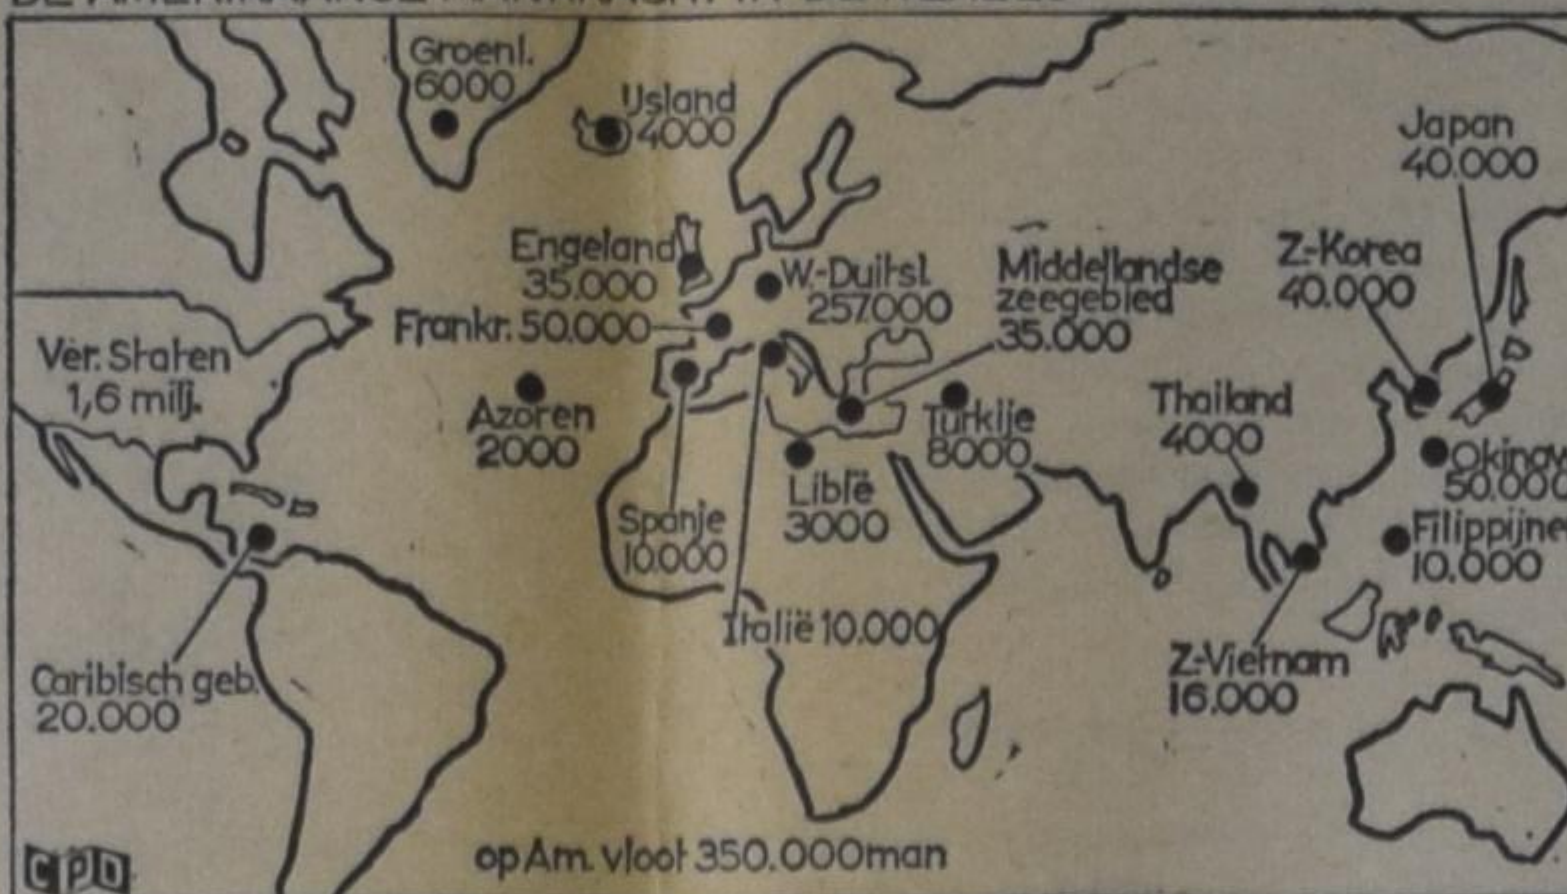 Groenl.
6000
IJsland
4000
Japan
40.000
Engeland
35.000
W.-Duitsl.
257.000
Middellandse
zeegebied
35.000
Z-Korea
40.000
Frankr. 50.000
Ver. Staten
1,6 milj.
Azoren
2000
Turkije
8000
Thailand
4000
Libië
3000
Spanje
10.000
Italië 10.000
Okinaw
50.000
Filippijne
10.000
Caribisch geb.
20.000
Z-Vietnam
16.000
op Am. vloot 350.000 man
CPD